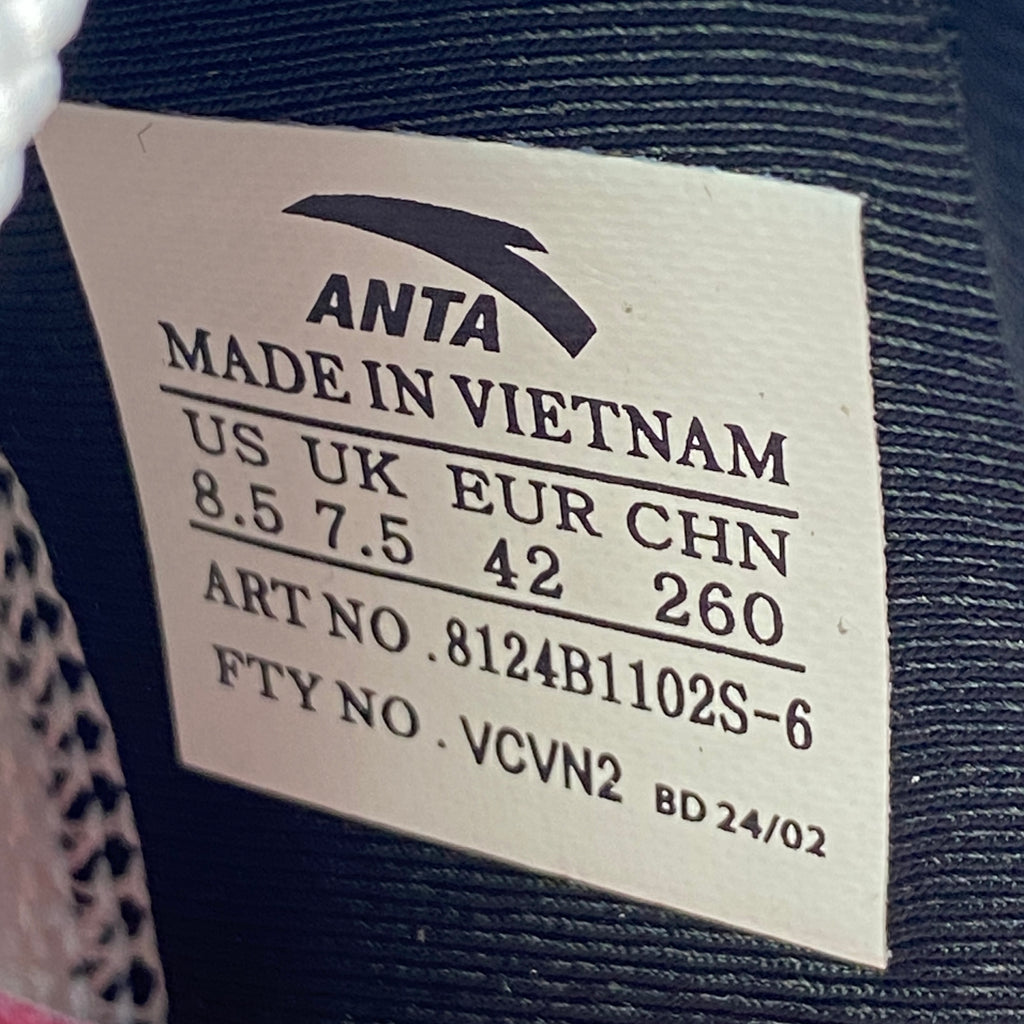 ANTA
MADE IN VIETNAM
US UK EUR CHN
8.5 7.5 42 260
ART NO .8124B1102S-6
FTY NO . VCVN2 BD 24/02